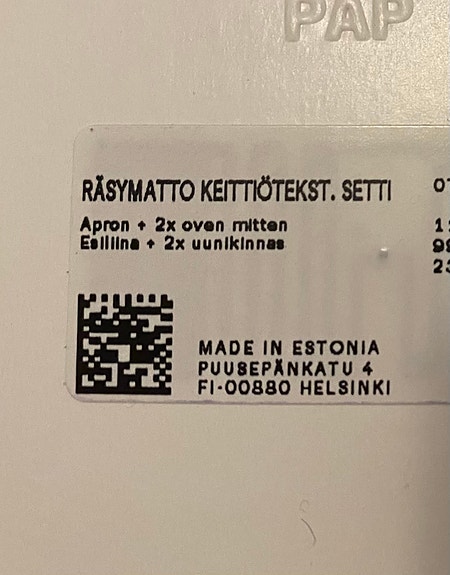 PAP
RÄSYMATTO KEITTIÖTEKST. SETTI
Apron + 2x oven mitten
Esiliina + 2x uunikinnas
MADE IN ESTONIA
PUUSEPÄNKATU 4
FI-00880 HELSINKI